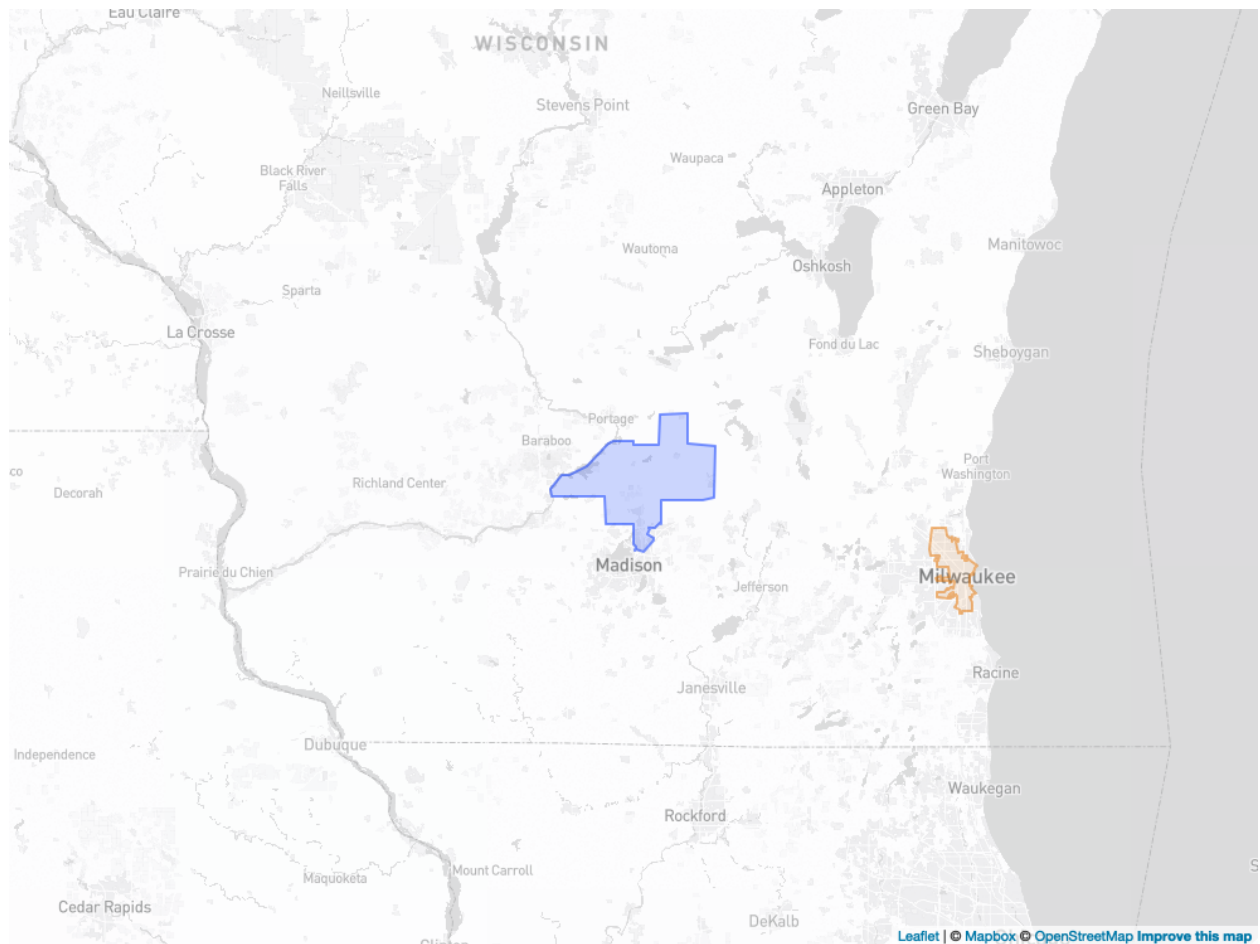 Eau Claire
WISCONSIN
Neillsville
Stevens Point
Green Bay
Waupaca
Black River
Falls
Appleton
Wautoma
Manitowoc
Oshkosh
Sparta
La Crosse
Fond du Lac
Sheboygan
Portage
Baraboo
Port
Washington
co
Decorah
Richland Center
Madison
Prairie du Chien
Jefferson
Milwaukee
Racine
Janesville
Dubuque
Independence
Waukegan
Rockford
Maquoketa
Mount Carroll
Cedar Rapids
DeKalb
S
Clinton
Leaflet | © Mapbox © OpenStreetMap Improve this map